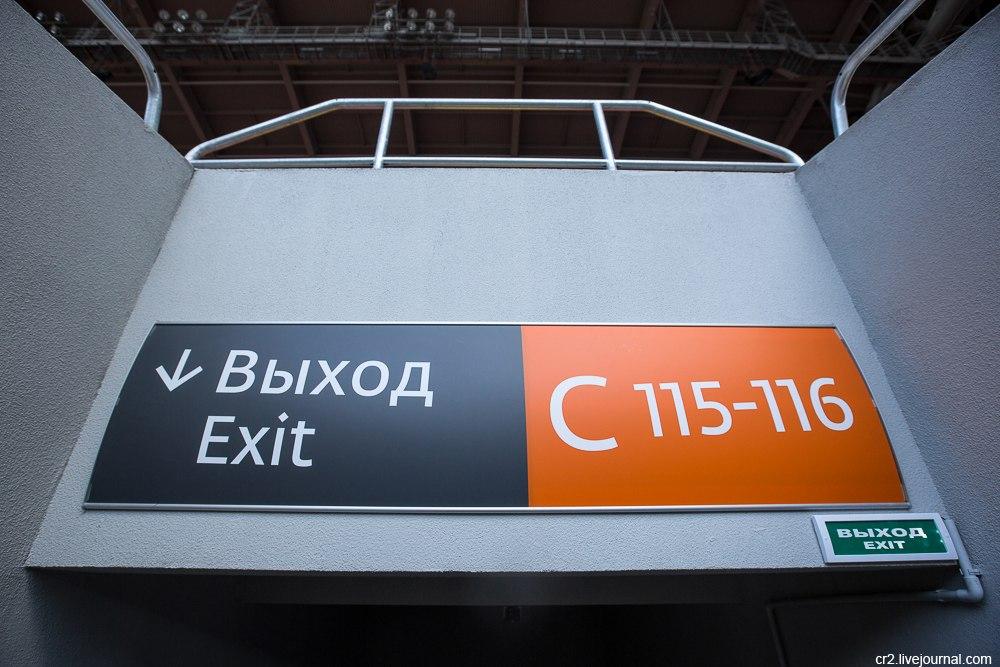 ↓ Выход
Exit
C 115-116
ВЫХОД
EXIT
cr2.livejournal.com